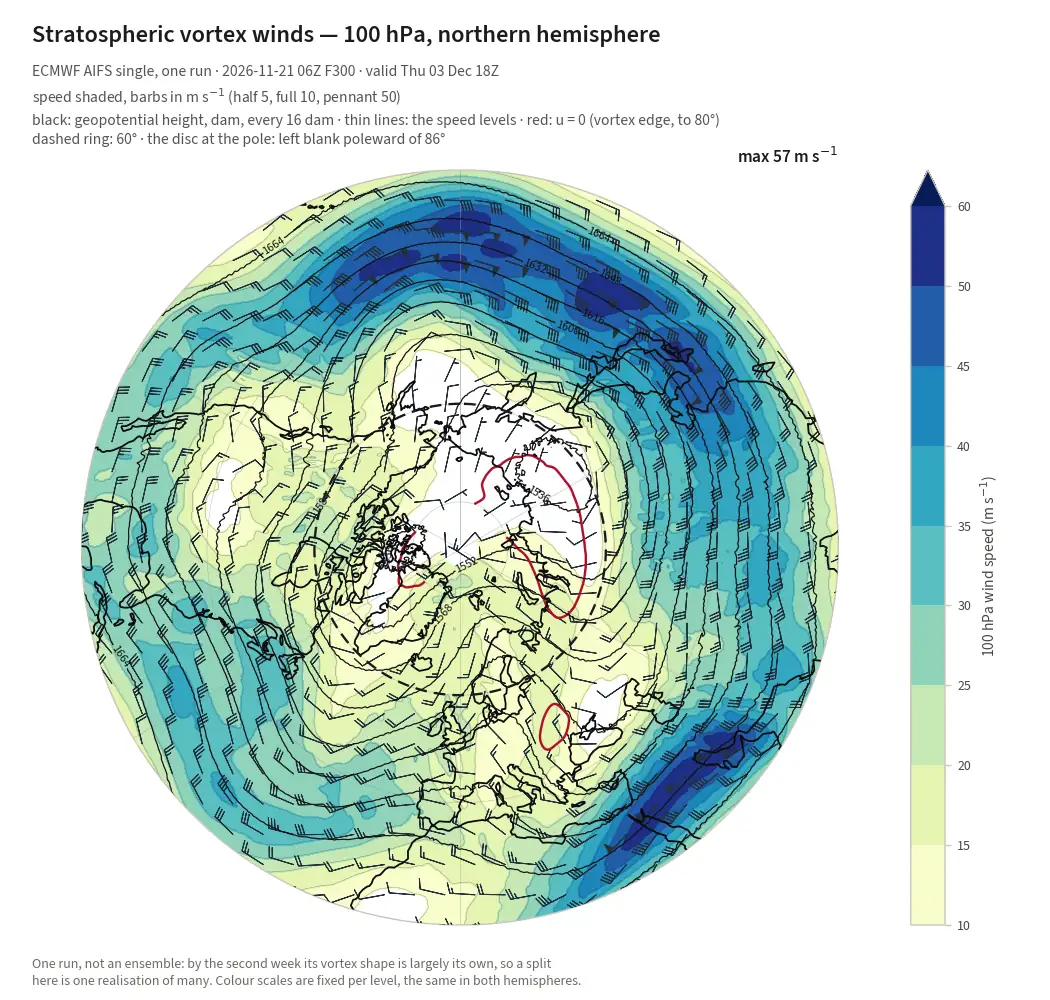 Stratospheric vortex winds — 100 hPa, northern hemisphere
ECMWF AIFS single, one run · 2026-11-21 06Z F300 · valid Thu 03 Dec 18Z
speed shaded, barbs in m s⁻¹ (half 5, full 10, pennant 50)
black: geopotential height, dam, every 16 dam · thin lines: the speed levels · red: u = 0 (vortex edge, to 80°)
dashed ring: 60° · the disc at the pole: left blank poleward of 86°
max 57 m s⁻¹
1664
1664
1632
1616
1600
1536
1552
1568
1664
60
50
45
40
35
30
25
20
15
10
100 hPa wind speed (m s⁻¹)
One run, not an ensemble: by the second week its vortex shape is largely its own, so a split
here is one realisation of many. Colour scales are fixed per level, the same in both hemispheres.